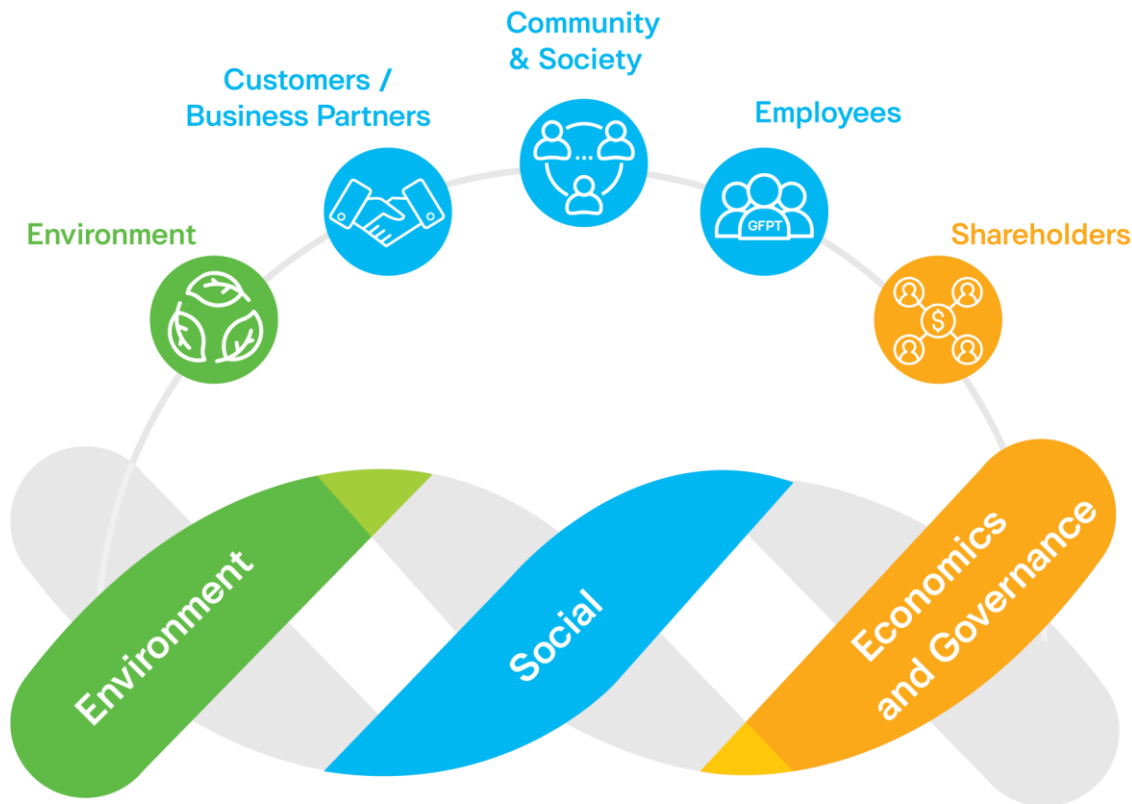 Community
& Society
Customers /
Business Partners
Employees
GFPT
Environment
Shareholders
$
Environment
Social
Economics
and Governance